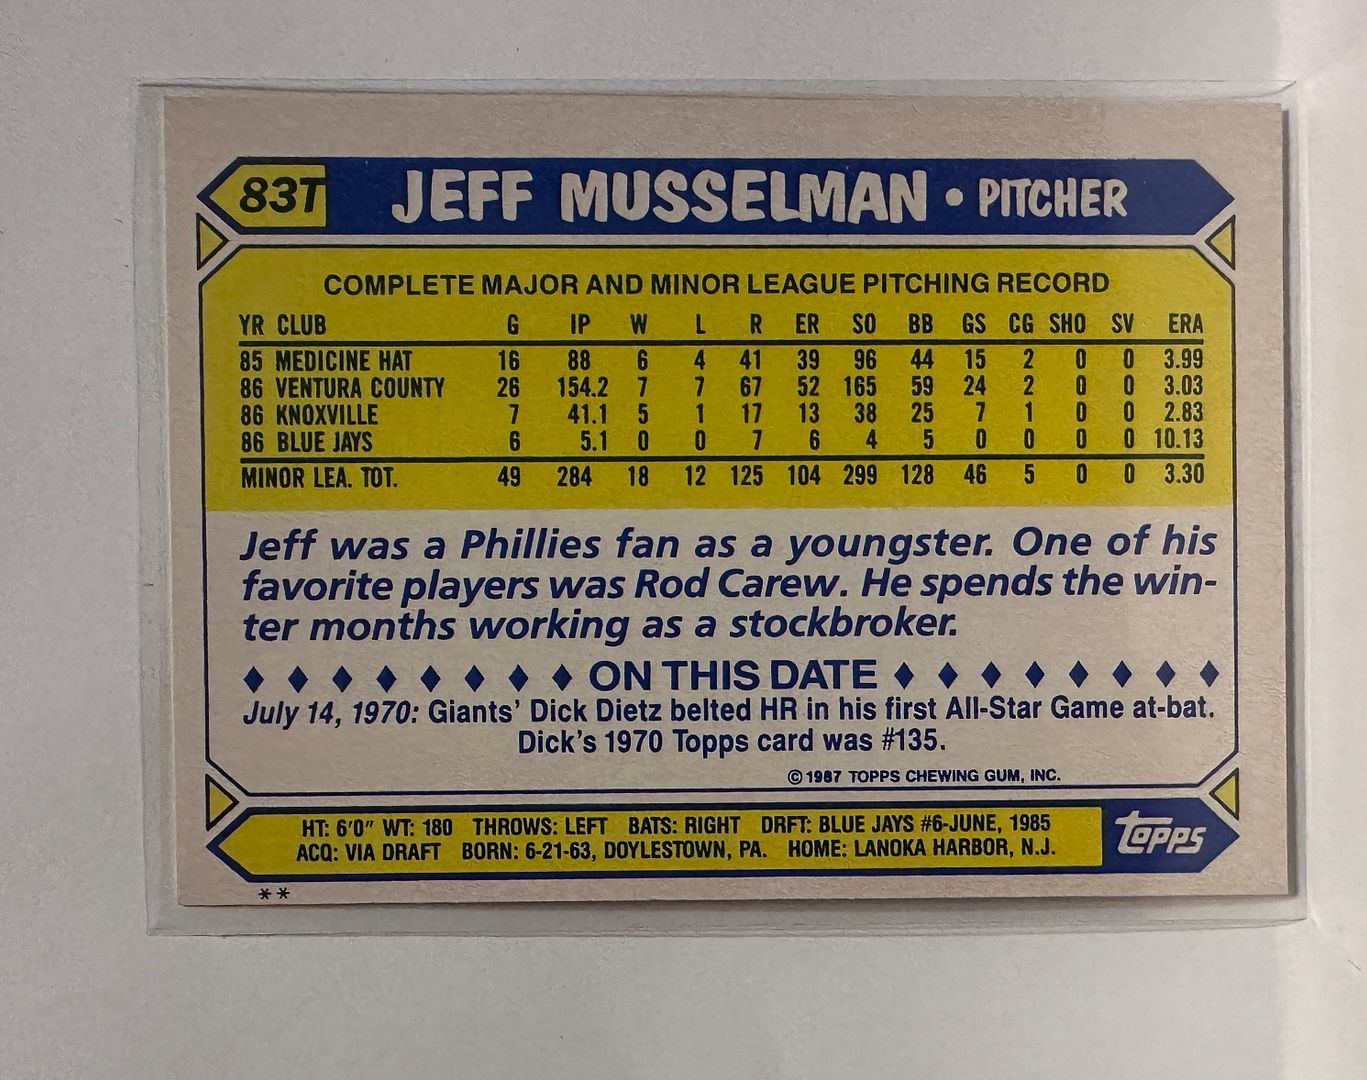 83T JEFF MUSSELMAN • PITCHER
COMPLETE MAJOR AND MINOR LEAGUE PITCHING RECORD
YR CLUB G IP W L R ER SO BB GS CG SHO SV ERA
85 MEDICINE HAT 16 88 6 4 41 39 96 44 15 2 0 0 3.99
86 VENTURA COUNTY 26 154.2 7 7 67 52 165 59 24 2 0 0 3.03
86 KNOXVILLE 7 41.1 5 1 17 13 38 25 7 1 0 0 2.83
86 BLUE JAYS 6 5.1 0 0 7 6 4 5 0 0 0 0 10.13
MINOR LEA. TOT. 49 284 18 12 125 104 299 128 46 5 0 0 3.30
Jeff was a Phillies fan as a youngster. One of his
favorite players was Rod Carew. He spends the win-
ter months working as a stockbroker.
♦ ♦ ♦ ♦ ♦ ♦ ♦ ♦ ON THIS DATE ♦ ♦ ♦ ♦ ♦ ♦ ♦ ♦
July 14, 1970: Giants' Dick Dietz belted HR in his first All-Star Game at-bat.
Dick's 1970 Topps card was #135.
© 1987 TOPPS CHEWING GUM, INC.
HT: 6'0" WT: 180 THROWS: LEFT BATS: RIGHT DRFT: BLUE JAYS #6-JUNE, 1985
ACQ: VIA DRAFT BORN: 6-21-63, DOYLESTOWN, PA. HOME: LANOKA HARBOR, N.J.
topps
**